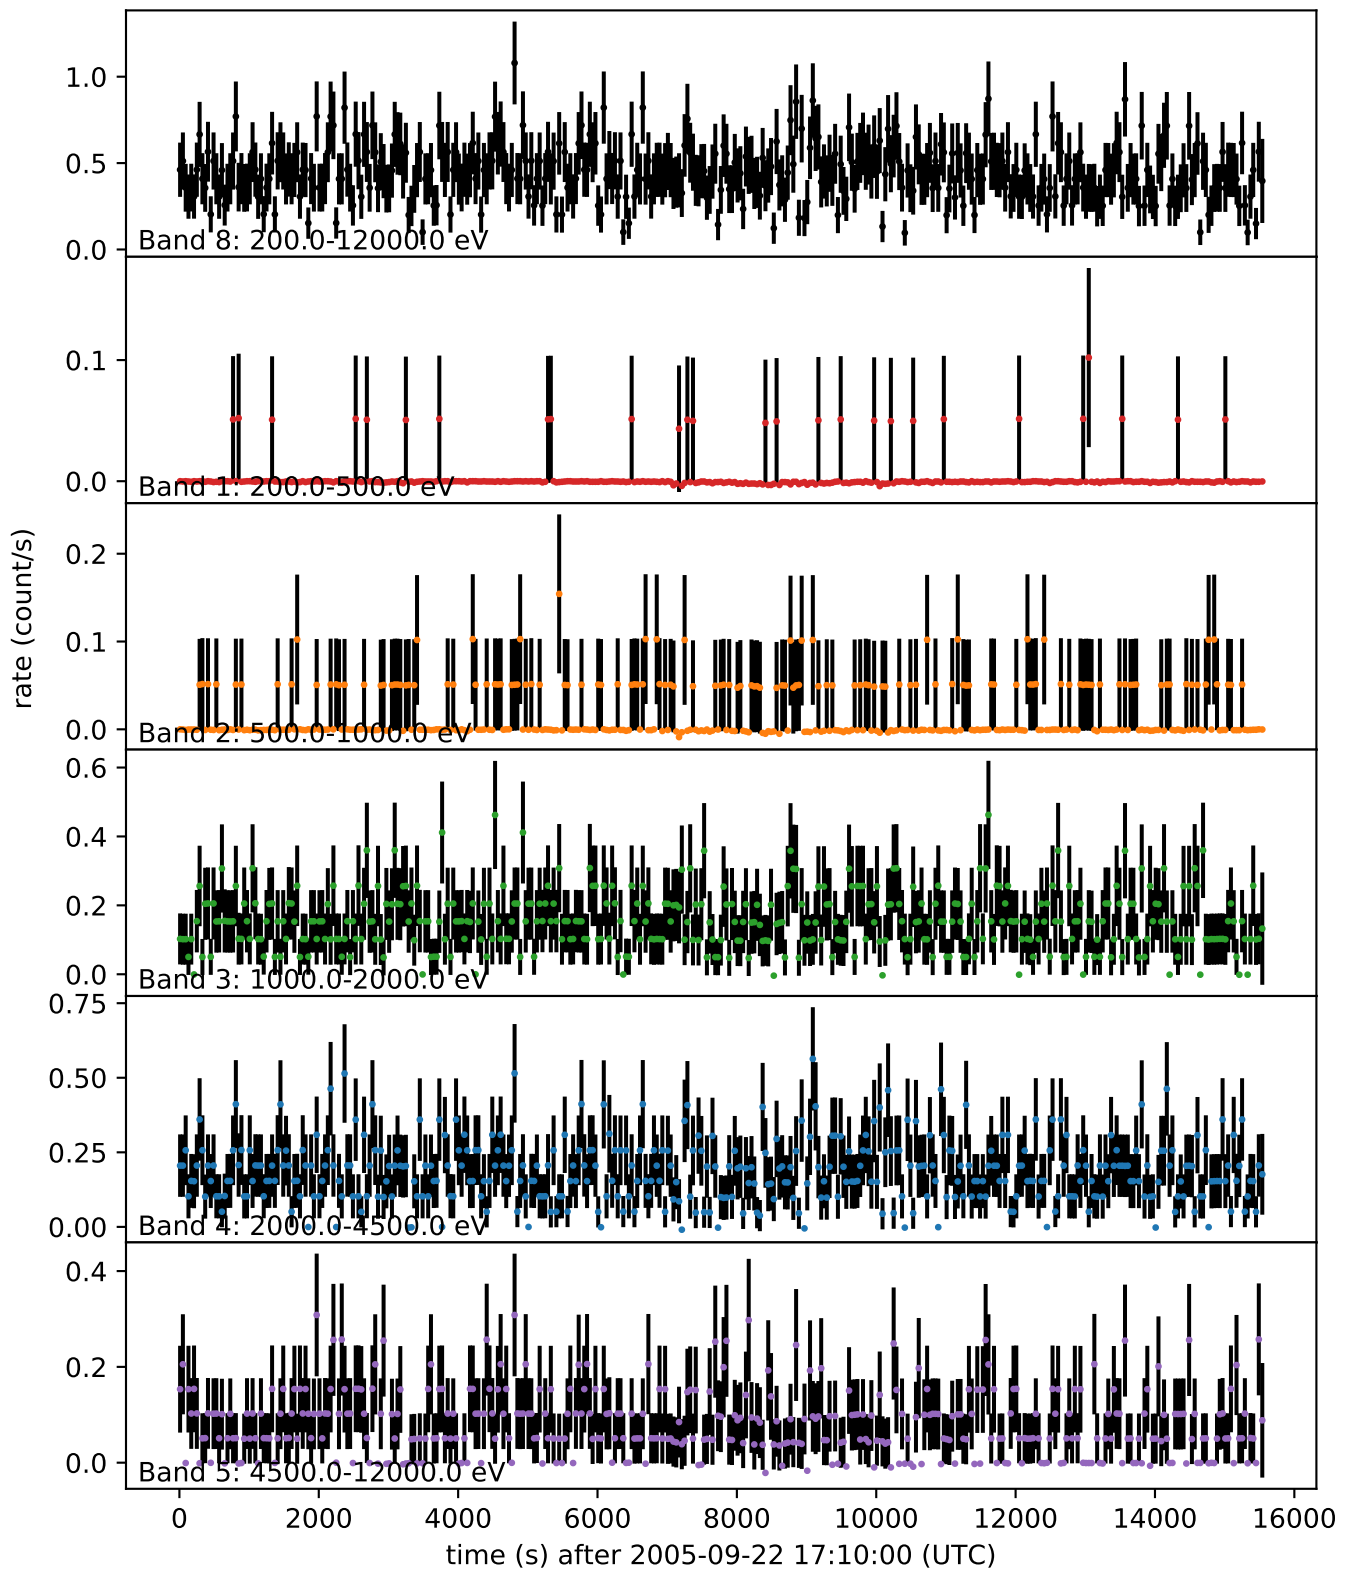 1.0
0.5
0.0
Band 8: 200.0-12000.0 eV
0.1
0.0
Band 1: 200.0-500.0 eV
rate (count/s)
0.2
0.1
0.0
Band 2: 500.0-1000.0 eV
0.6
0.4
0.2
0.0
Band 3: 1000.0-2000.0 eV
0.75
0.50
0.25
0.00
Band 4: 2000.0-4500.0 eV
0.4
0.2
0.0
Band 5: 4500.0-12000.0 eV
0 2000 4000 6000 8000 10000 12000 14000 16000
time (s) after 2005-09-22 17:10:00 (UTC)